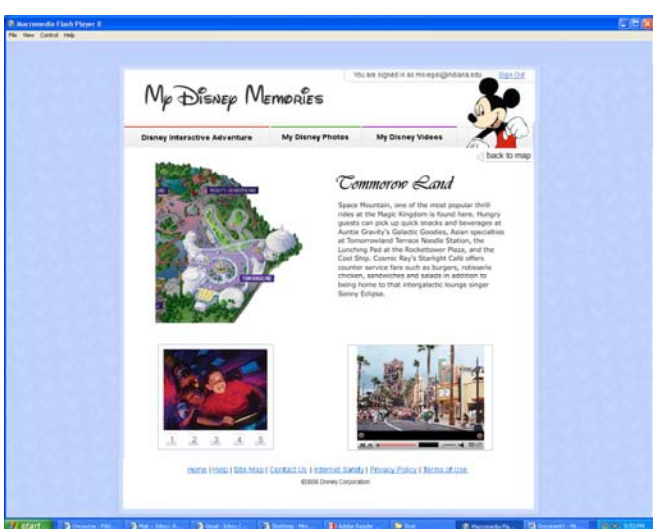 Macromedia Flash Player 8
File View Control Help
You are signed in as msiegel@indiana.edu Sign Out
My Disney Memories
Disney Interactive Adventure My Disney Photos My Disney Videos
back to map
Tommorow Land
Space Mountain, one of the most popular thrill
rides at the Magic Kingdom is found here. Hungry
guests can pick up quick snacks and beverages at
Auntie Gravity's Galactic Goodies, Asian specialties
at Tomorrowland Terrace Noodle Station, the
Lunching Pad at the Rockettower Plaza, and the
Cool Ship. Cosmic Ray's Starlight Café offers
counter service fare such as burgers, rotisserie
chicken, sandwiches and salads in addition to
being home to that intergalactic lounge singer
Sonny Eclipse.
1 2 3 4 5
Home | Help | Site Map | Contact Us | Internet Safety | Privacy Policy | Terms of Use
©2006 Disney Corporation
start